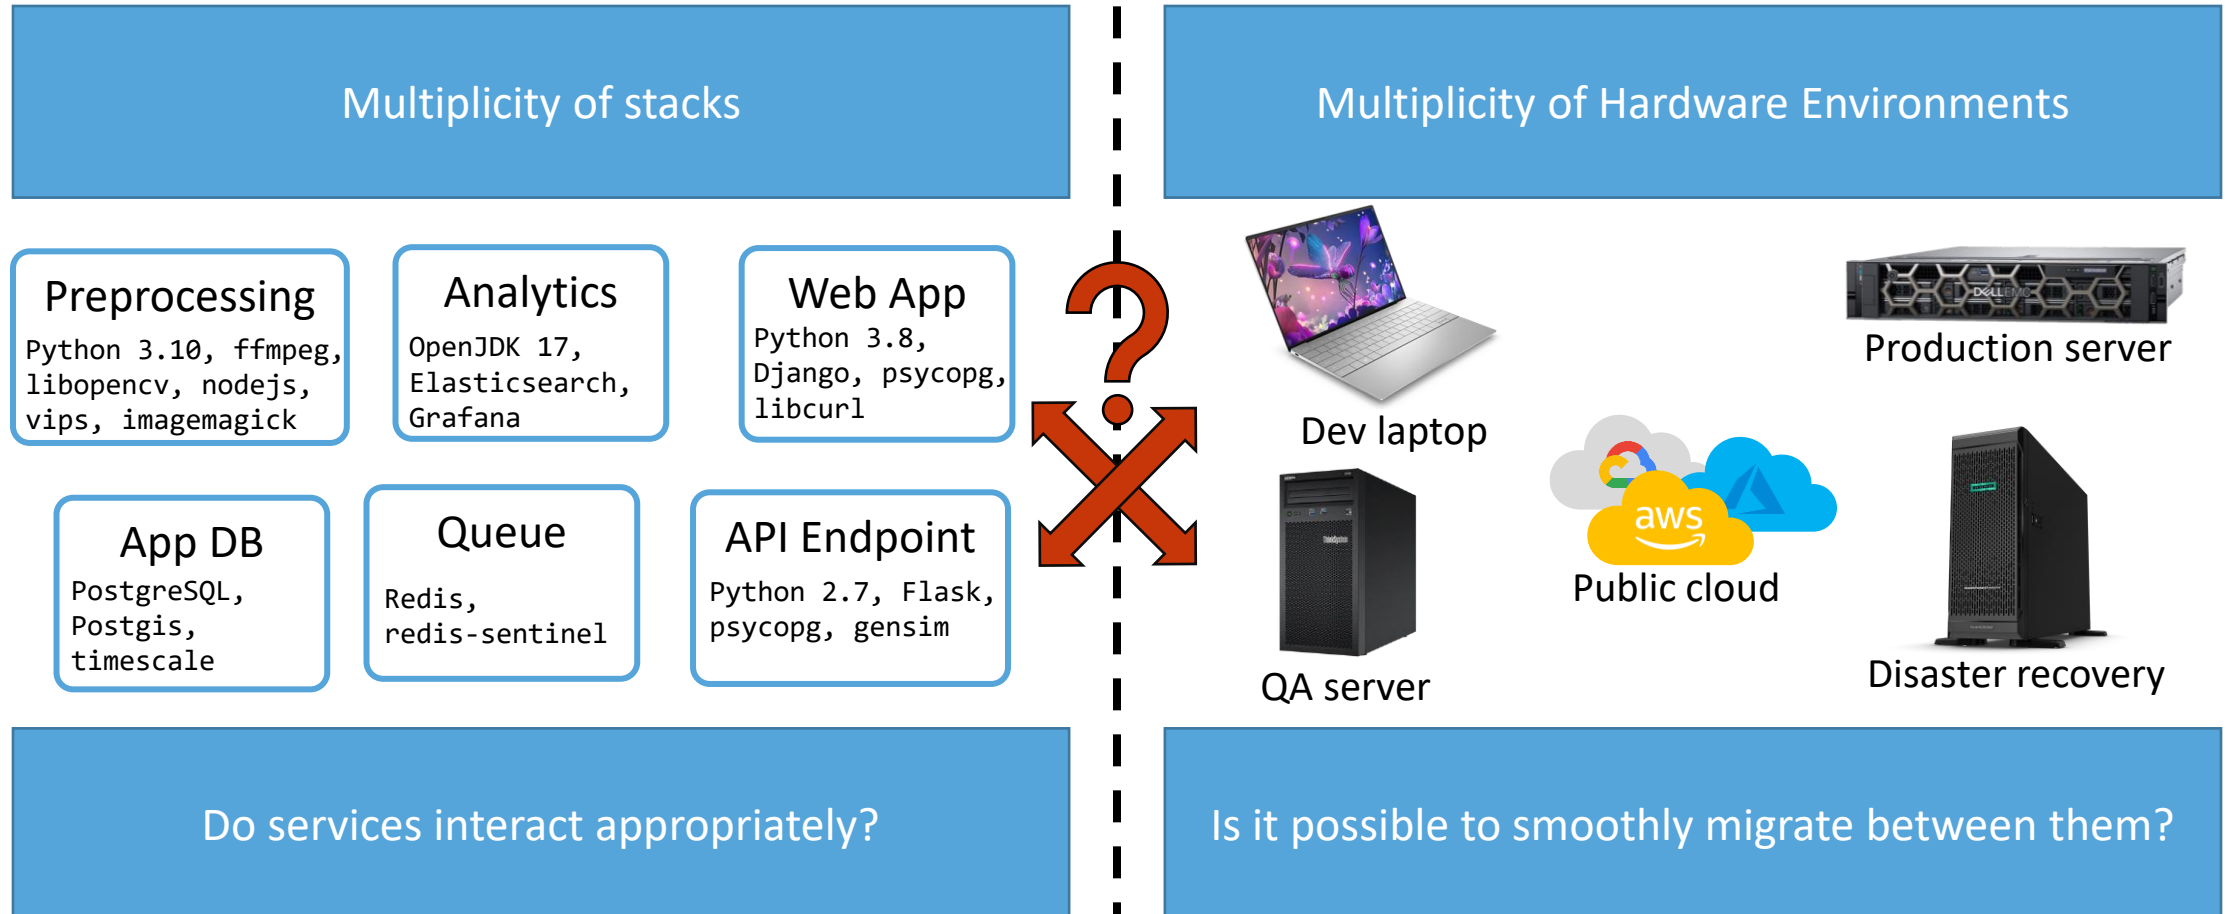 Multiplicity of stacks
Multiplicity of Hardware Environments
Preprocessing
Python 3.10, ffmpeg,
libopencv, nodejs,
vips, imagemagick
Analytics
OpenJDK 17,
Elasticsearch,
Grafana
Web App
Python 3.8,
Django, psycopg,
libcurl
App DB
PostgreSQL,
Postgis,
timescale
Queue
Redis,
redis-sentinel
API Endpoint
Python 2.7, Flask,
psycopg, gensim
?
Dev laptop
DELLEMC
Production server
ThinkSystem
QA server
aws
Public cloud
Disaster recovery
Do services interact appropriately?
Is it possible to smoothly migrate between them?